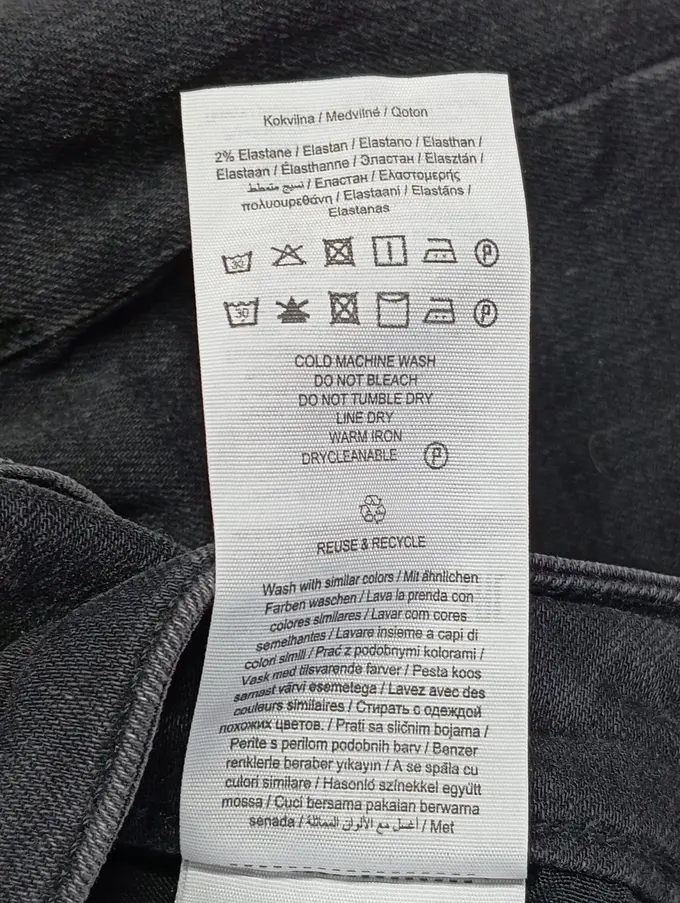 Kokvilna / Medvilnė / Qoton
2% Elastane / Elastan / Elastano / Elasthan /
Elastaan / Élasthanne / Эластан / Elasztán /
نسيج متمطط / Еластан / Ελαστομερής
πολυουρεθάνη / Elastaani / Elastāns /
Elastanas
30 P
30 P
COLD MACHINE WASH
DO NOT BLEACH
DO NOT TUMBLE DRY
LINE DRY
WARM IRON
DRYCLEANABLE P
REUSE & RECYCLE
Wash with similar colors / Mit ähnlichen
Farben waschen / Lava la prenda con
colores similares / Lavar com cores
semelhantes / Lavare insieme a capi di
colori simili / Prać z podobnymi kolorami /
Vask med tilsvarende farver / Pesta koos
samast värvi esemetega / Lavez avec des
couleurs similaires / Стирать с одеждой
похожих цветов. / Prati sa sličnim bojama /
Perite s perilom podobnih barv / Benzer
renklerle beraber yıkayın / A se spăla cu
culori similare / Hasonló színekkel együtt
mossa / Cuci bersama pakaian berwarna
senada / أغسل مع الألوان المماثلة / Met